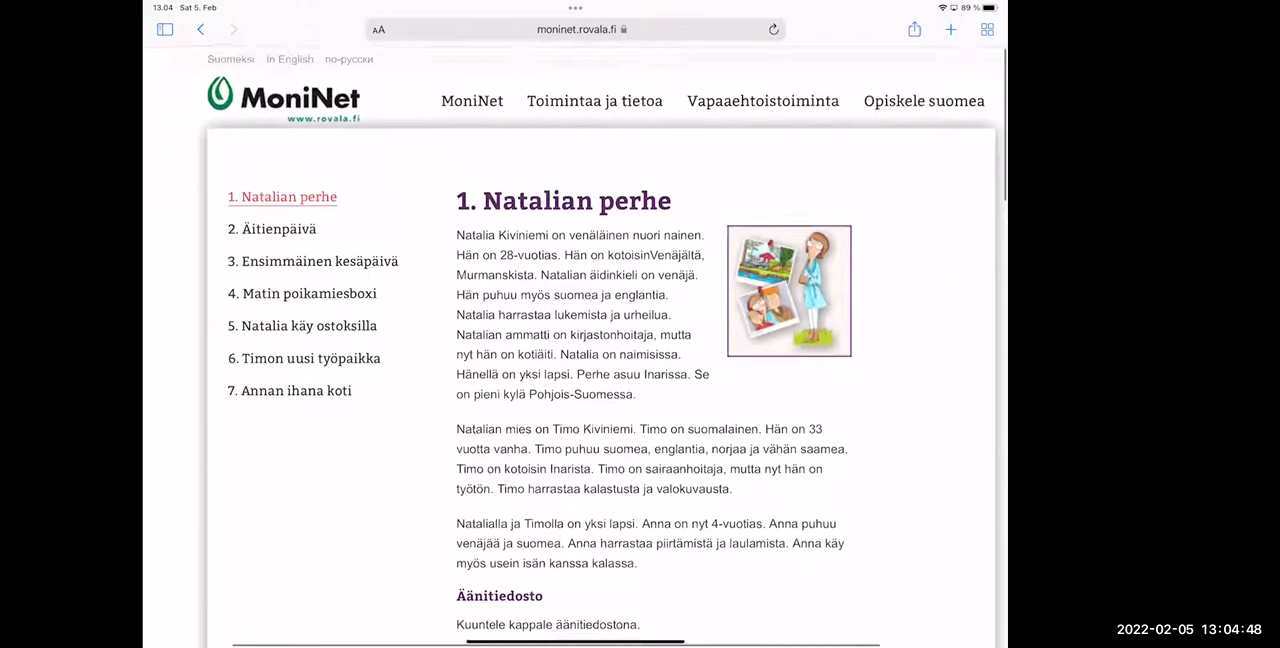 13.04 Sat 5. Feb
89 %
AA
moninet.rovala.fi
Suomeksi In English по-русски
MoniNet
www.rovala.fi
MoniNet Toimintaa ja tietoa Vapaaehtoistoiminta Opiskele suomea
1. Natalian perhe
2. Äitienpäivä
3. Ensimmäinen kesäpäivä
4. Matin poikamiesboxi
5. Natalia käy ostoksilla
6. Timon uusi työpaikka
7. Annan ihana koti
1. Natalian perhe
Natalia Kiviniemi on venäläinen nuori nainen.
Hän on 28-vuotias. Hän on kotoisinVenäjältä,
Murmanskista. Natalian äidinkieli on venäjä.
Hän puhuu myös suomea ja englantia.
Natalia harrastaa lukemista ja urheilua.
Natalian ammatti on kirjastonhoitaja, mutta
nyt hän on kotiäiti. Natalia on naimisissa.
Hänellä on yksi lapsi. Perhe asuu Inarissa. Se
on pieni kylä Pohjois-Suomessa.
Natalian mies on Timo Kiviniemi. Timo on suomalainen. Hän on 33
vuotta vanha. Timo puhuu suomea, englantia, norjaa ja vähän saamea.
Timo on kotoisin Inarista. Timo on sairaanhoitaja, mutta nyt hän on
työtön. Timo harrastaa kalastusta ja valokuvausta.
Natalialla ja Timolla on yksi lapsi. Anna on nyt 4-vuotias. Anna puhuu
venäjää ja suomea. Anna harrastaa piirtämistä ja laulamista. Anna käy
myös usein isän kanssa kalassa.
Äänitiedosto
Kuuntele kappale äänitiedostona.
2022-02-05 13:04:48